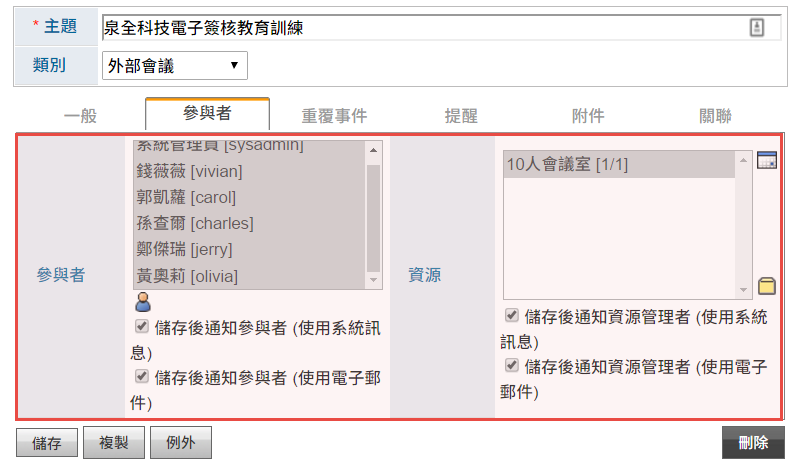 * 主題
泉全科技電子簽核教育訓練
類別
外部會議
一般
參與者
重覆事件
提醒
附件
關聯
參與者
系統管理員 [sysadmin]
錢薇薇 [vivian]
郭凱蘿 [carol]
孫查爾 [charles]
鄭傑瑞 [jerry]
黃奧莉 [olivia]
儲存後通知參與者 (使用系統訊
息)
儲存後通知參與者 (使用電子郵
件)
資源
10人會議室 [1/1]
儲存後通知資源管理者 (使用系統
訊息)
儲存後通知資源管理者 (使用電子
郵件)
儲存
複製
例外
刪除